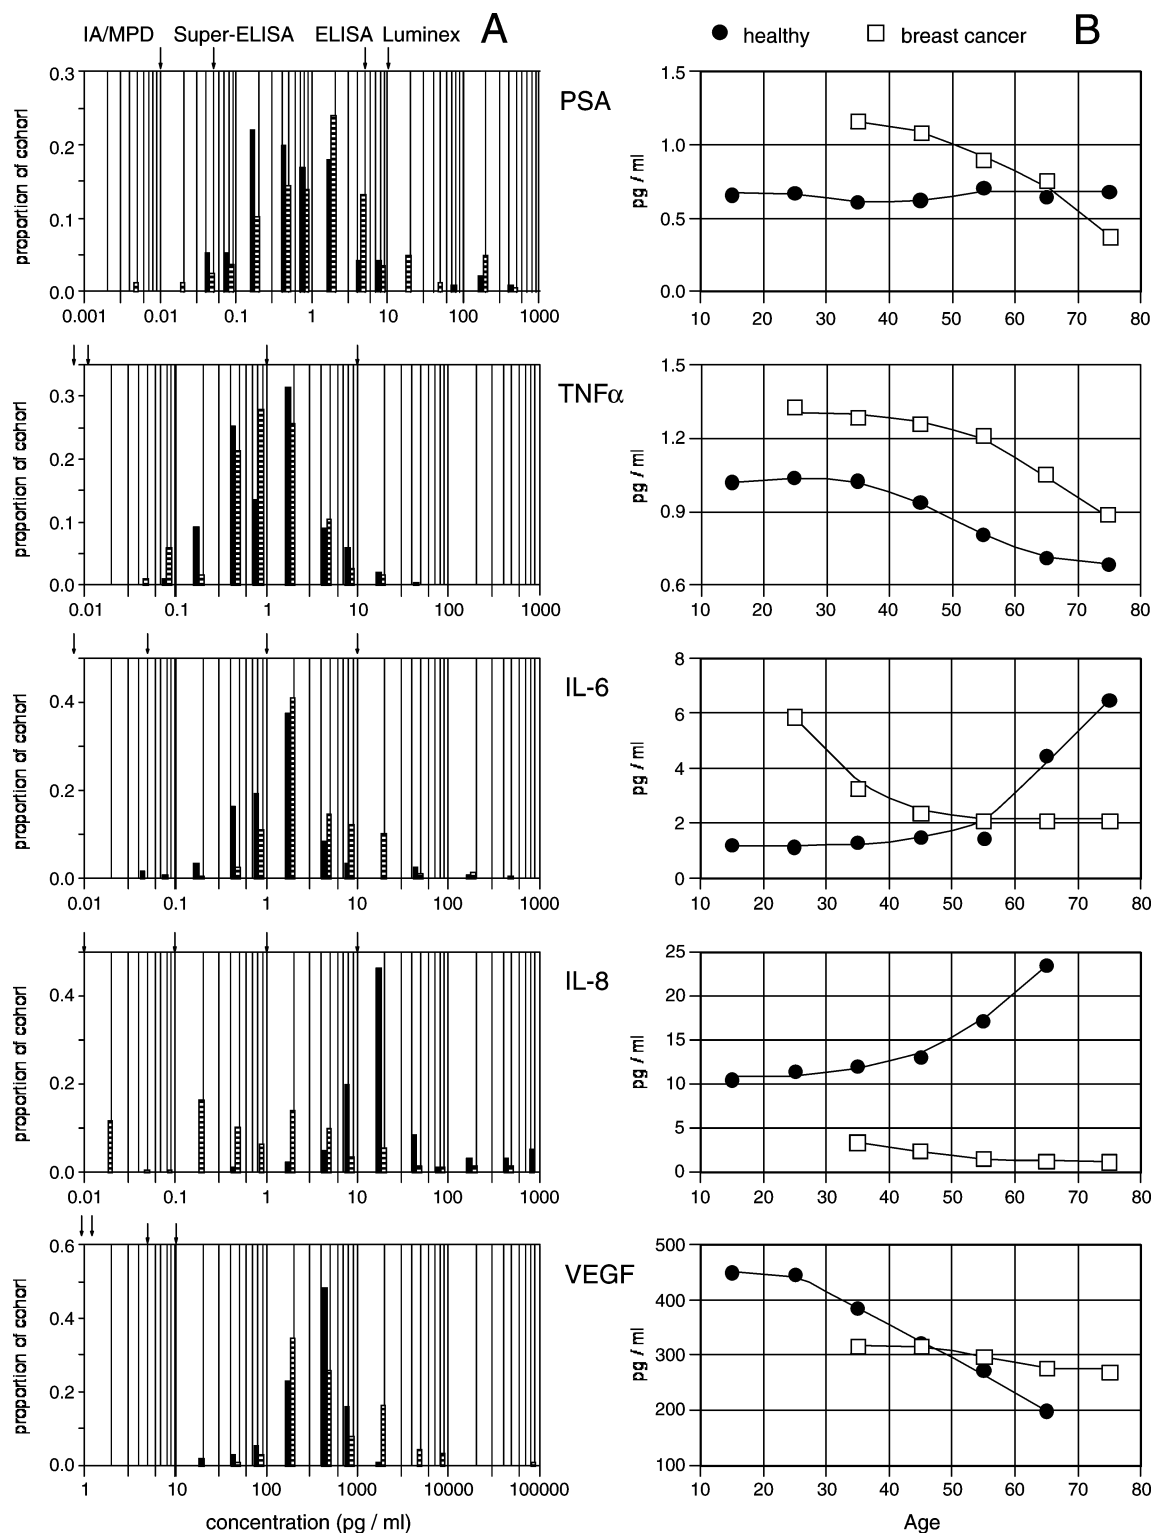 IA/MPD Super-ELISA ELISA Luminex A
healthy breast cancer B
PSA
proportion of cohorl
0.3
0.2
0.1
0.0
0.001 0.01 0.1 1 10 100 1000
pg / ml
1.5
1.0
0.5
0.0
10 20 30 40 50 60 70 80
TNFα
proportion of cohorl
0.3
0.2
0.1
0.0
0.01 0.1 1 10 100 1000
pg / ml
1.5
1.2
0.9
0.6
10 20 30 40 50 60 70 80
IL-6
proportion of cohorl
0.4
0.2
0.0
0.01 0.1 1 10 100 1000
pg / ml
8
6
4
2
0
10 20 30 40 50 60 70 80
IL-8
proportion of cohorl
0.4
0.2
0.0
0.01 0.1 1 10 100 1000
pg / ml
25
20
15
10
5
0
10 20 30 40 50 60 70 80
VEGF
proportion of cohorl
0.6
0.4
0.2
0.0
1 10 100 1000 10000 100000
concentration (pg / ml)
pg / ml
500
400
300
200
100
10 20 30 40 50 60 70 80
Age